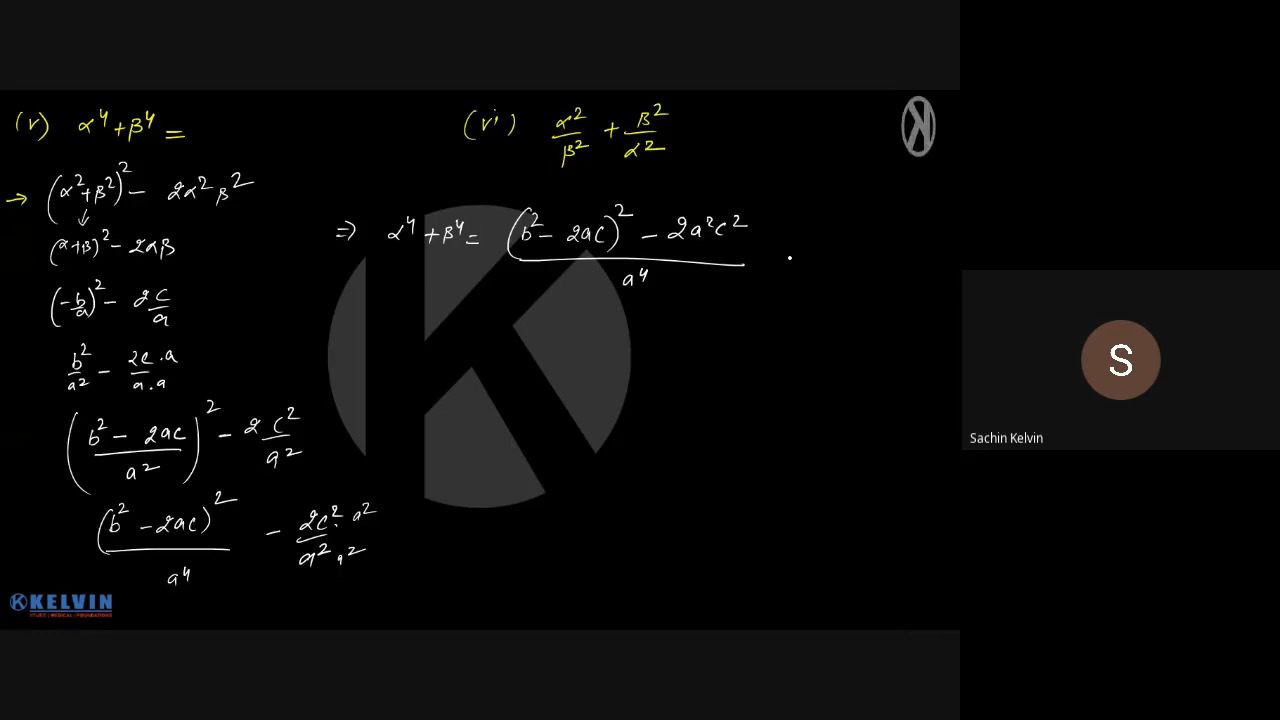 (V) α⁴ + β⁴ =
→ (α² + β²)² - 2α²β²
(α + β)² - 2αβ
(-b/a)² - 2c/a
b²/a² - 2c.a/a.a
((b² - 2ac)/a²)² - 2c²/a²
(b² - 2ac)²/a⁴ - 2c².a²/a² a²
(vi) α²/β² + β²/α²
⇒ α⁴ + β⁴ = ((b² - 2ac)² - 2a²c²)/a⁴ .
KELVIN
S
Sachin Kelvin